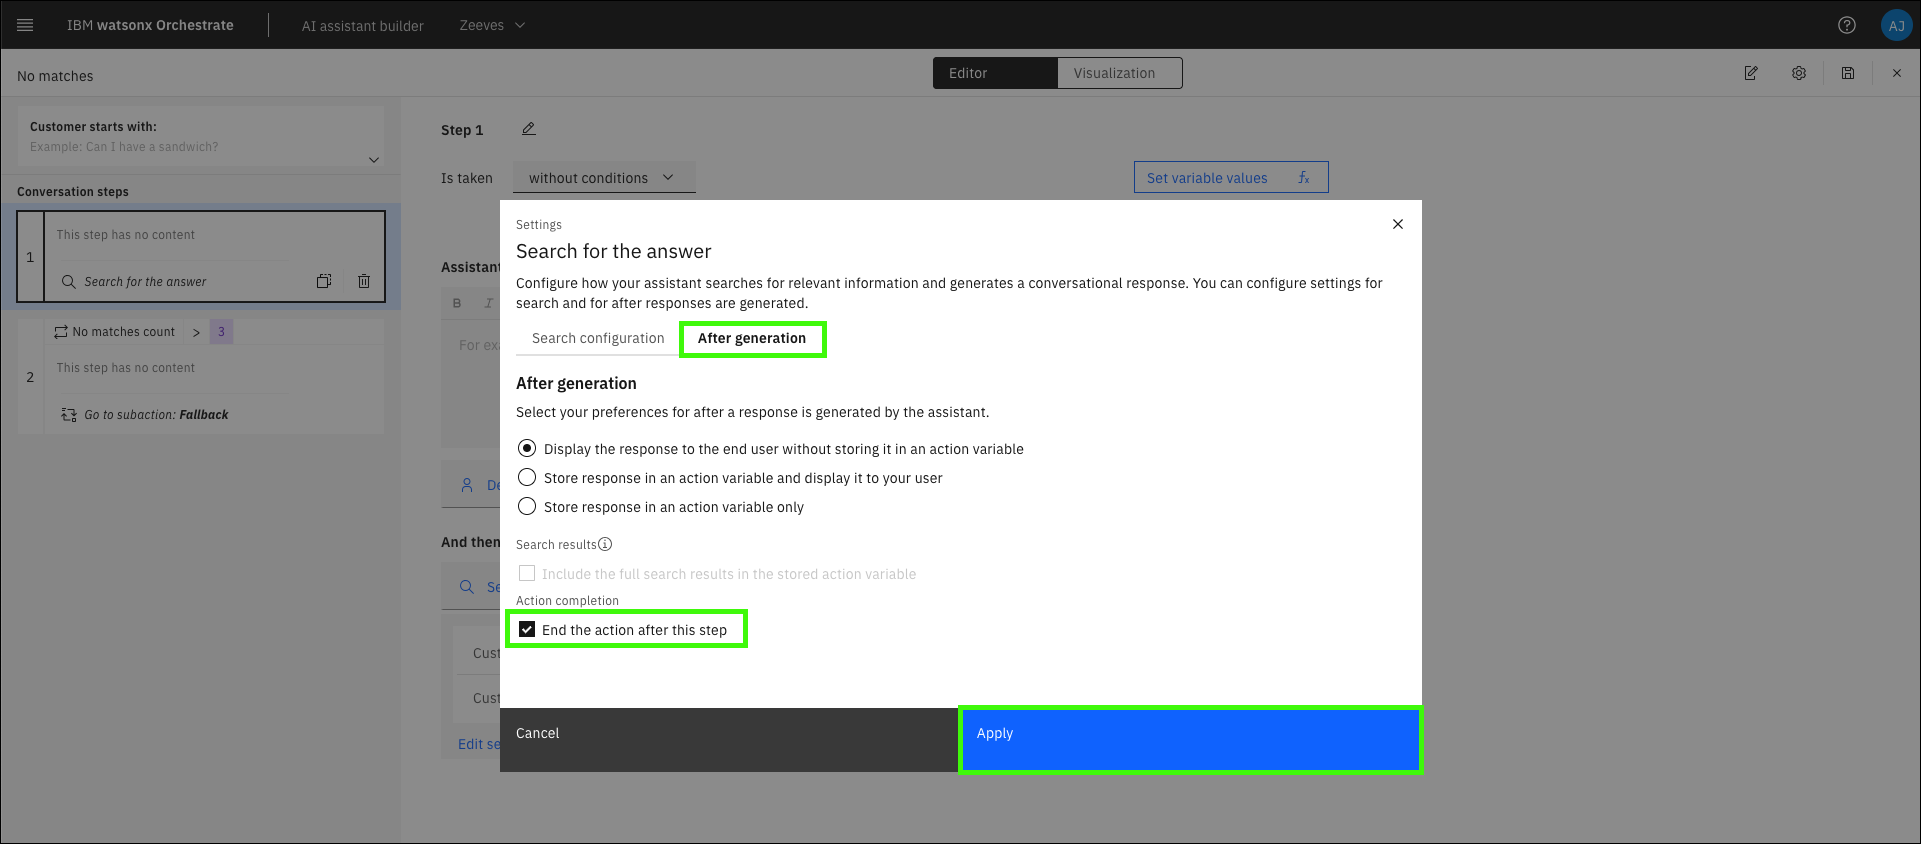 IBM watsonx Orchestrate
AI assistant builder
Zeeves
AJ
No matches
Editor
Visualization
Customer starts with:
Example: Can I have a sandwich?
Conversation steps
1
This step has no content
Search for the answer
No matches count > 3
2
This step has no content
Go to subaction: Fallback
Step 1
Is taken
without conditions
Set variable values fx
Assistant
B I
For exa
De
And then
Se
Cust
Cust
Edit se
Settings
Search for the answer
Configure how your assistant searches for relevant information and generates a conversational response. You can configure settings for
search and for after responses are generated.
Search configuration
After generation
After generation
Select your preferences for after a response is generated by the assistant.
Display the response to the end user without storing it in an action variable
Store response in an action variable and display it to your user
Store response in an action variable only
Search results
Include the full search results in the stored action variable
Action completion
End the action after this step
Cancel
Apply